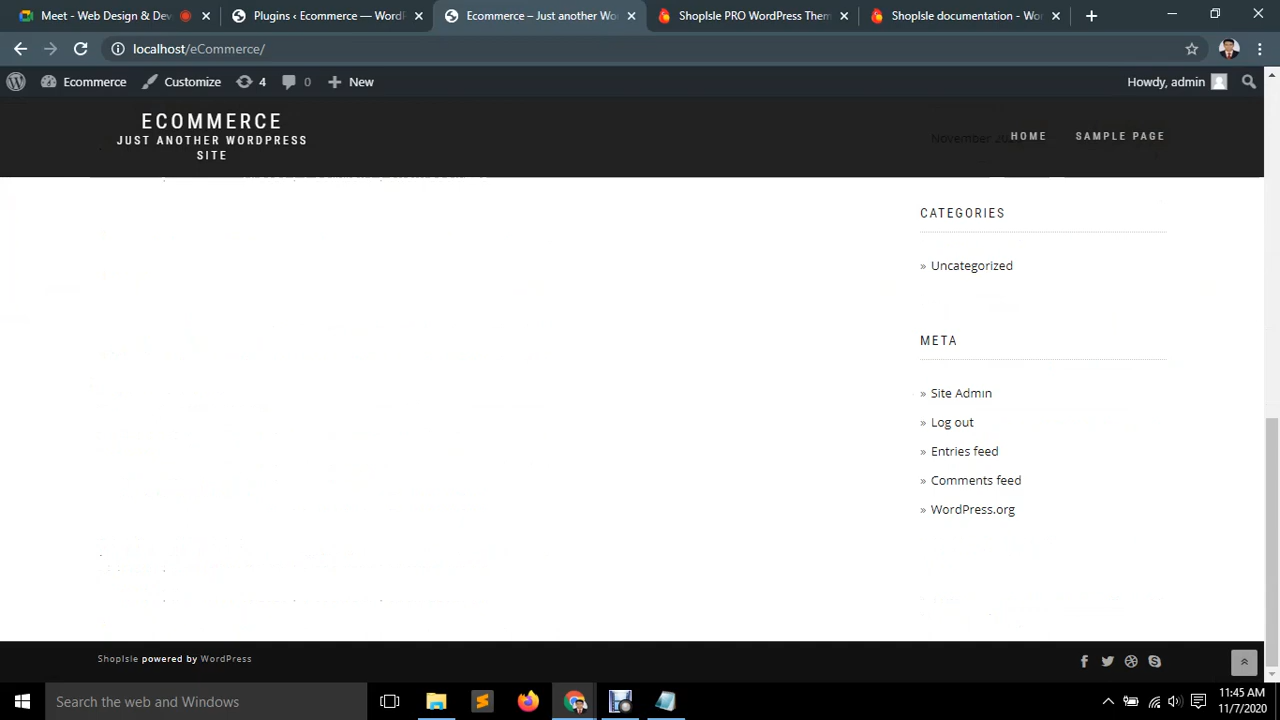 Meet - Web Design & Dev
Plugins ‹ Ecommerce — WordP
Ecommerce – Just another Wo
ShopIsle PRO WordPress Them
ShopIsle documentation - Wo
localhost/eCommerce/
Ecommerce
Customize
4
0
New
Howdy, admin
ECOMMERCE
JUST ANOTHER WORDPRESS
SITE
November 202
HOME
SAMPLE PAGE
CATEGORIES
» Uncategorized
META
» Site Admin
» Log out
» Entries feed
» Comments feed
» WordPress.org
ShopIsle powered by WordPress
Search the web and Windows
11:45 AM
11/7/2020